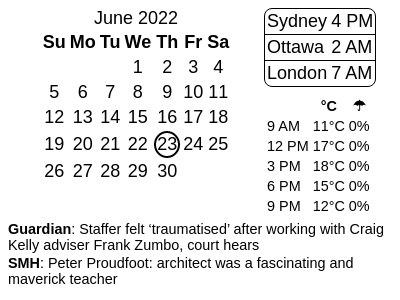 June 2022
Su Mo Tu We Th Fr Sa
1 2 3 4
5 6 7 8 9 10 11
12 13 14 15 16 17 18
19 20 21 22 23 24 25
26 27 28 29 30
Sydney 4 PM
Ottawa 2 AM
London 7 AM
°C ☂
9 AM 11°C 0%
12 PM 17°C 0%
3 PM 18°C 0%
6 PM 15°C 0%
9 PM 12°C 0%
Guardian: Staffer felt ‘traumatised’ after working with Craig
Kelly adviser Frank Zumbo, court hears
SMH: Peter Proudfoot: architect was a fascinating and
maverick teacher